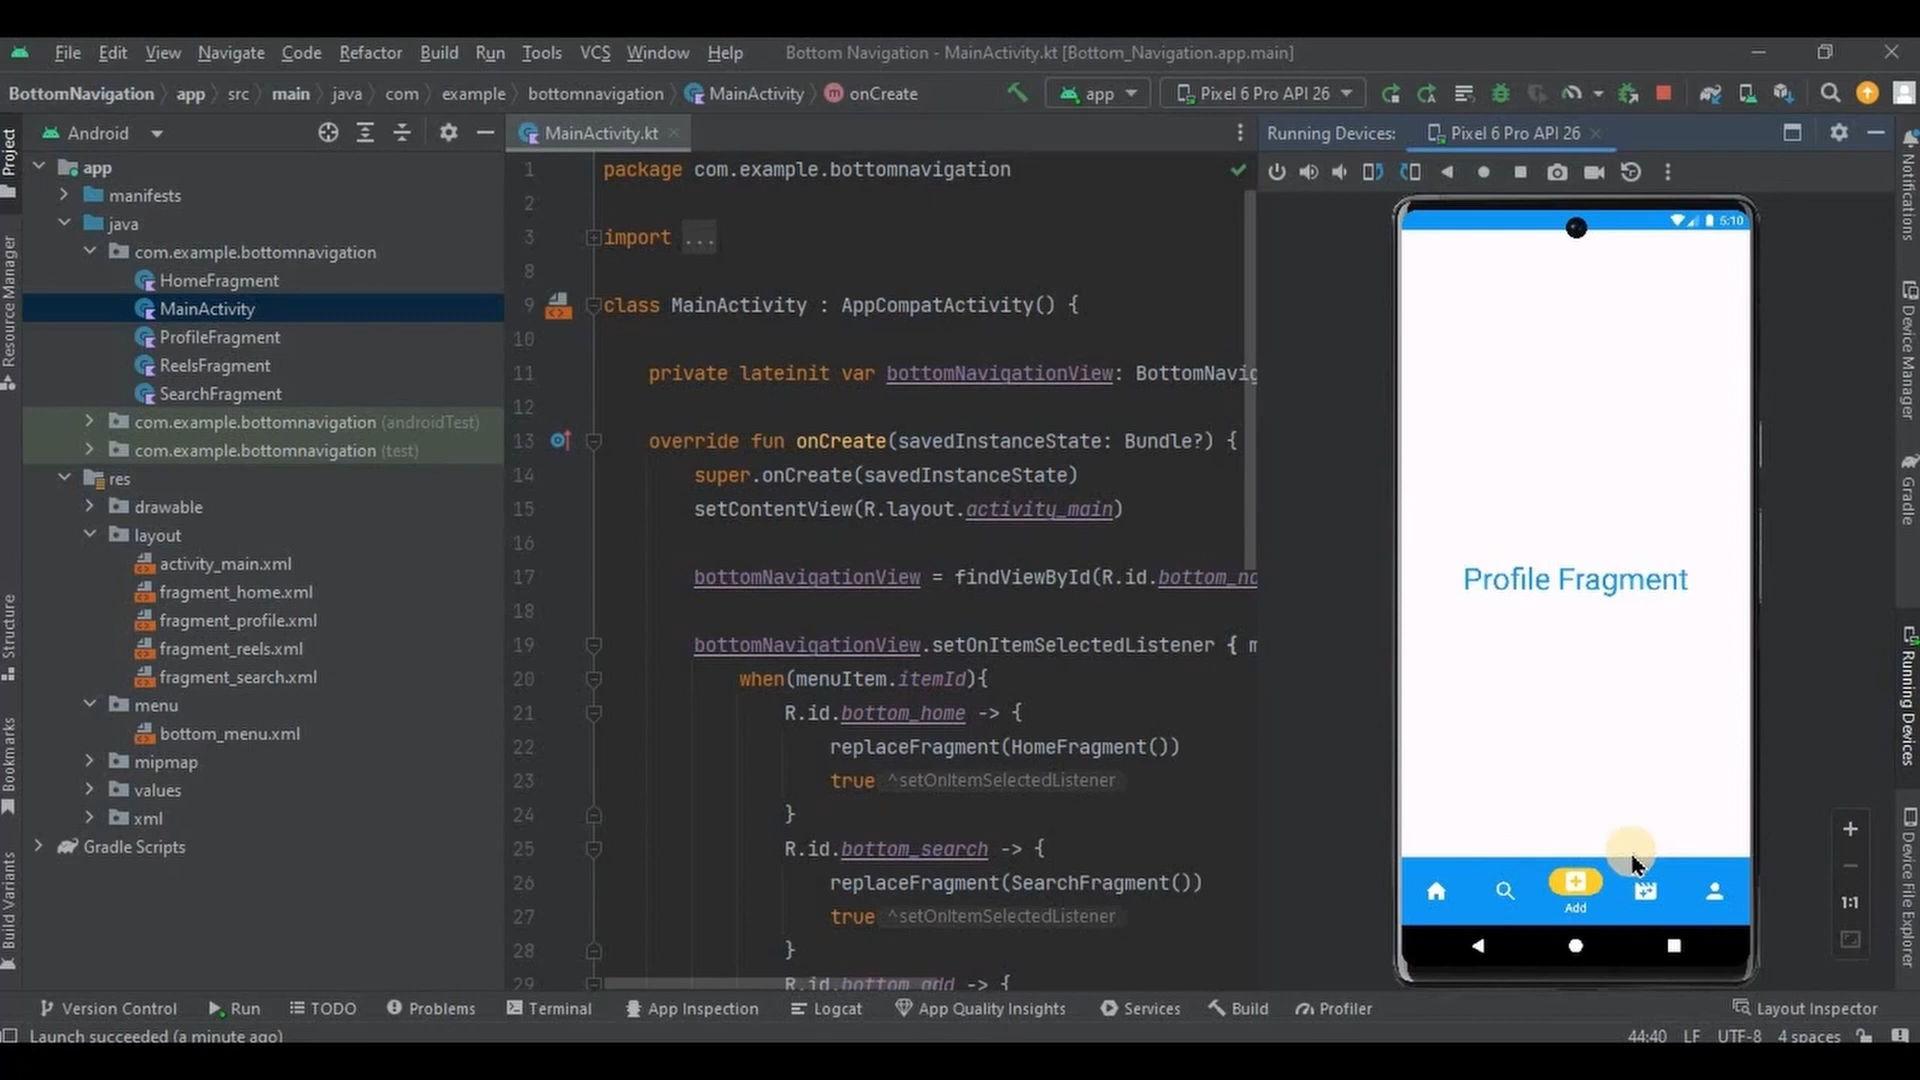 File Edit View Navigate Code Refactor Build Run Tools VCS Window Help Bottom Navigation - MainActivity.kt [Bottom_Navigation.app.main]
BottomNavigation app src main java com example bottomnavigation MainActivity onCreate app Pixel 6 Pro API 26
Project
Resource Manager
Structure
Bookmarks
Build Variants
Android
app
manifests
java
com.example.bottomnavigation
HomeFragment
MainActivity
ProfileFragment
ReelsFragment
SearchFragment
com.example.bottomnavigation (androidTest)
com.example.bottomnavigation (test)
res
drawable
layout
activity_main.xml
fragment_home.xml
fragment_profile.xml
fragment_reels.xml
fragment_search.xml
menu
bottom_menu.xml
mipmap
values
xml
Gradle Scripts
MainActivity.kt
1 package com.example.bottomnavigation
2
3 import ...
8
9 class MainActivity : AppCompatActivity() {
10
11 private lateinit var bottomNavigationView: BottomNavig
12
13 override fun onCreate(savedInstanceState: Bundle?) {
14 super.onCreate(savedInstanceState)
15 setContentView(R.layout.activity_main)
16
17 bottomNavigationView = findViewById(R.id.bottom_na
18
19 bottomNavigationView.setOnItemSelectedListener { m
20 when(menuItem.itemId){
21 R.id.bottom_home -> {
22 replaceFragment(HomeFragment())
23 true ^setOnItemSelectedListener
24 }
25 R.id.bottom_search -> {
26 replaceFragment(SearchFragment())
27 true ^setOnItemSelectedListener
28 }
29 R.id.bottom_add -> {
Running Devices: Pixel 6 Pro API 26
5:10
Profile Fragment
Add
1:1
Notifications
Device Manager
Gradle
Running Devices
Device File Explorer
Version Control Run TODO Problems Terminal App Inspection Logcat App Quality Insights Services Build Profiler Layout Inspector
Launch succeeded (a minute ago) 44:40 LF UTF-8 4 spaces